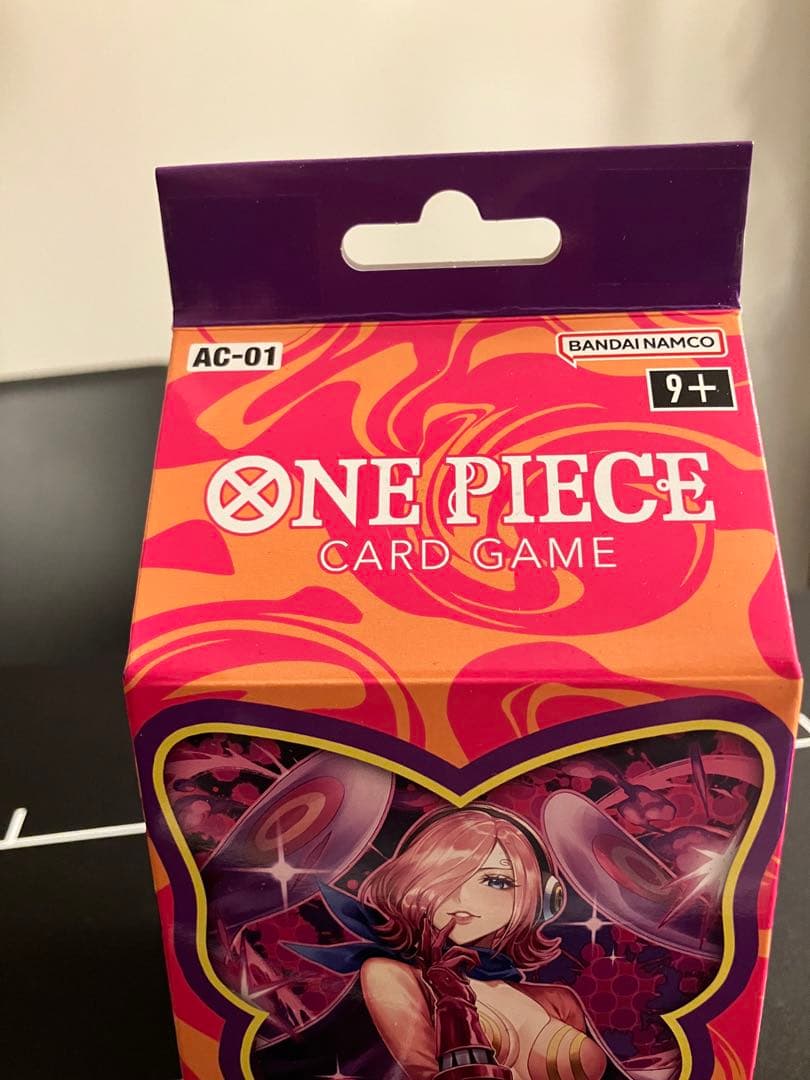 AC-01
BANDAI NAMCO
9+
ONE PIECE
CARD GAME